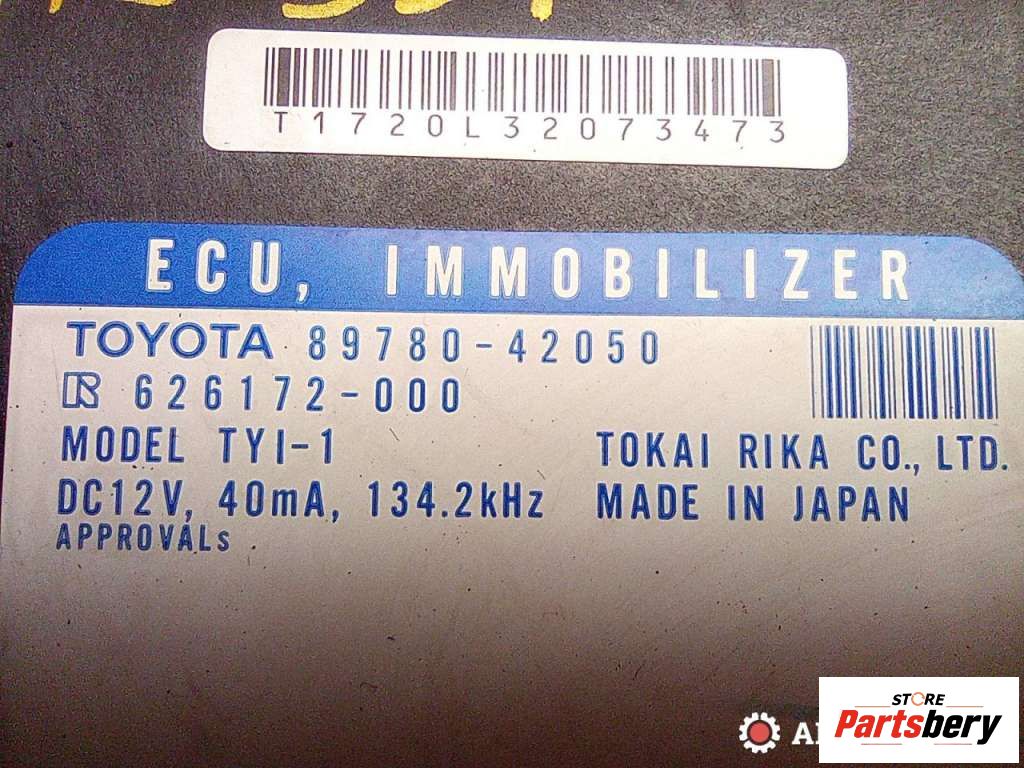 T1720L32073473
ECU, IMMOBILIZER
TOYOTA 89780-42050
626172-000
MODEL TYI-1
TOKAI RIKA CO., LTD.
DC12V, 40mA, 134.2kHz
MADE IN JAPAN
APPROVALs
STORE
Partsbery